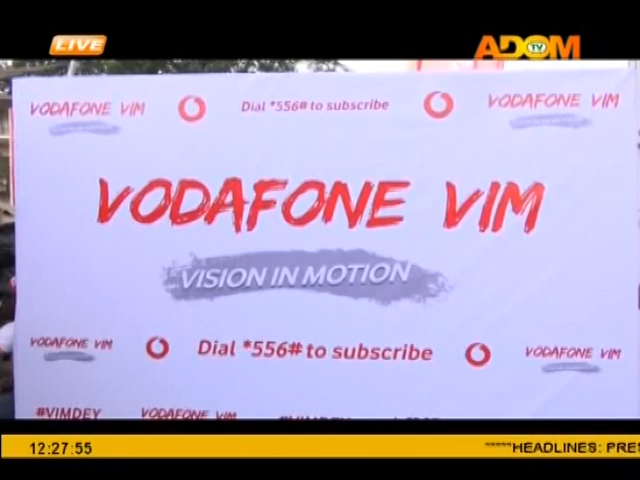 LIVE
ADOM TV
VODAFONE VIM Dial *556# to subscribe VODAFONE VIM
VODAFONE VIM
VISION IN MOTION
VODAFONE VIM Dial *556# to subscribe VODAFONE VIM
#VIMDEY VODAFONE VIM
12:27:55 *****HEADLINES: PRE